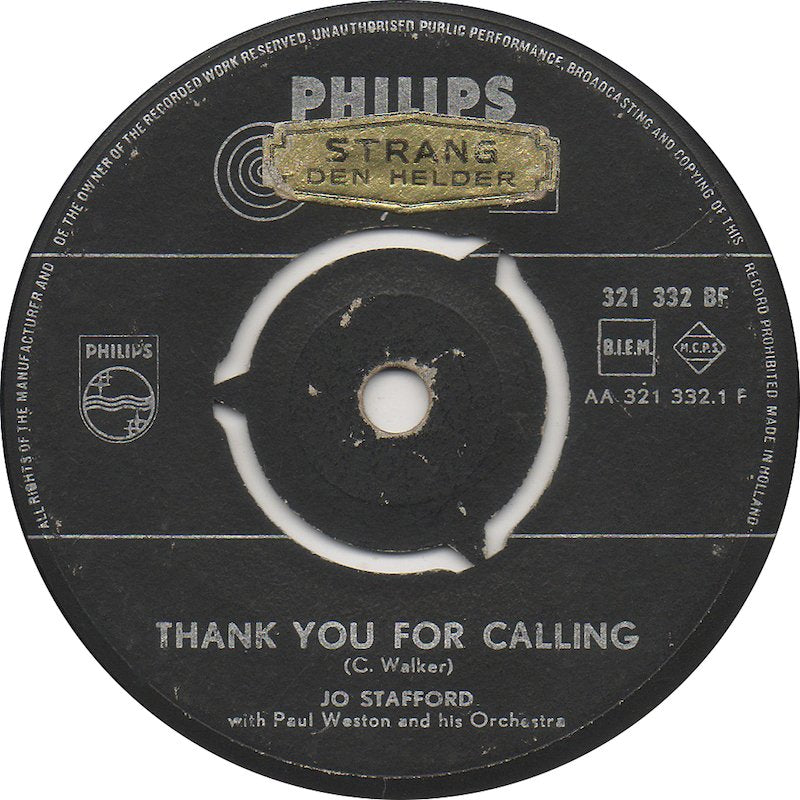 ALL RIGHTS OF THE MANUFACTURER AND OF THE OWNER OF THE RECORDED WORK RESERVED. UNAUTHORISED PUBLIC PERFORMANCE, BROADCASTING AND COPYING OF THIS RECORD PROHIBITED MADE IN HOLLAND
PHILIPS
STRANG
DEN HELDER
321 332 BF
PHILIPS
B.I.E.M.
M.C.P.S.
AA 321 332.1 F
THANK YOU FOR CALLING
(C. Walker)
JO STAFFORD
with Paul Weston and his Orchestra